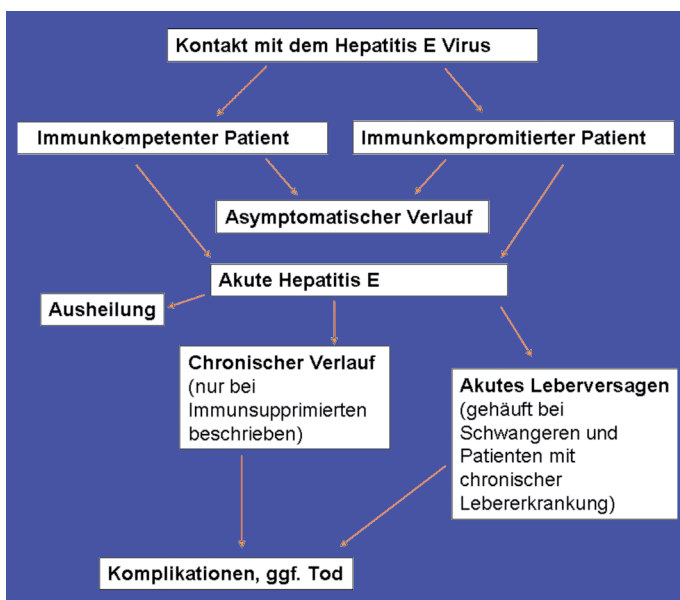 Kontakt mit dem Hepatitis E Virus
Immunkompetenter Patient
Immunkompromitierter Patient
Asymptomatischer Verlauf
Akute Hepatitis E
Ausheilung
Chronischer Verlauf
(nur bei
Immunsupprimierten
beschrieben)
Akutes Leberversagen
(gehäuft bei
Schwangeren und
Patienten mit
chronischer
Lebererkrankung)
Komplikationen, ggf. Tod